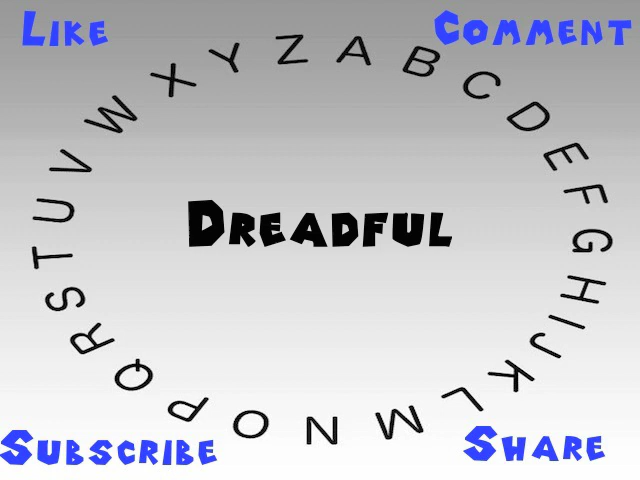 Like
Comment
A B C D E F G H I J K L M N O P Q R S T U V W X Y Z
Dreadful
Subscribe
Share